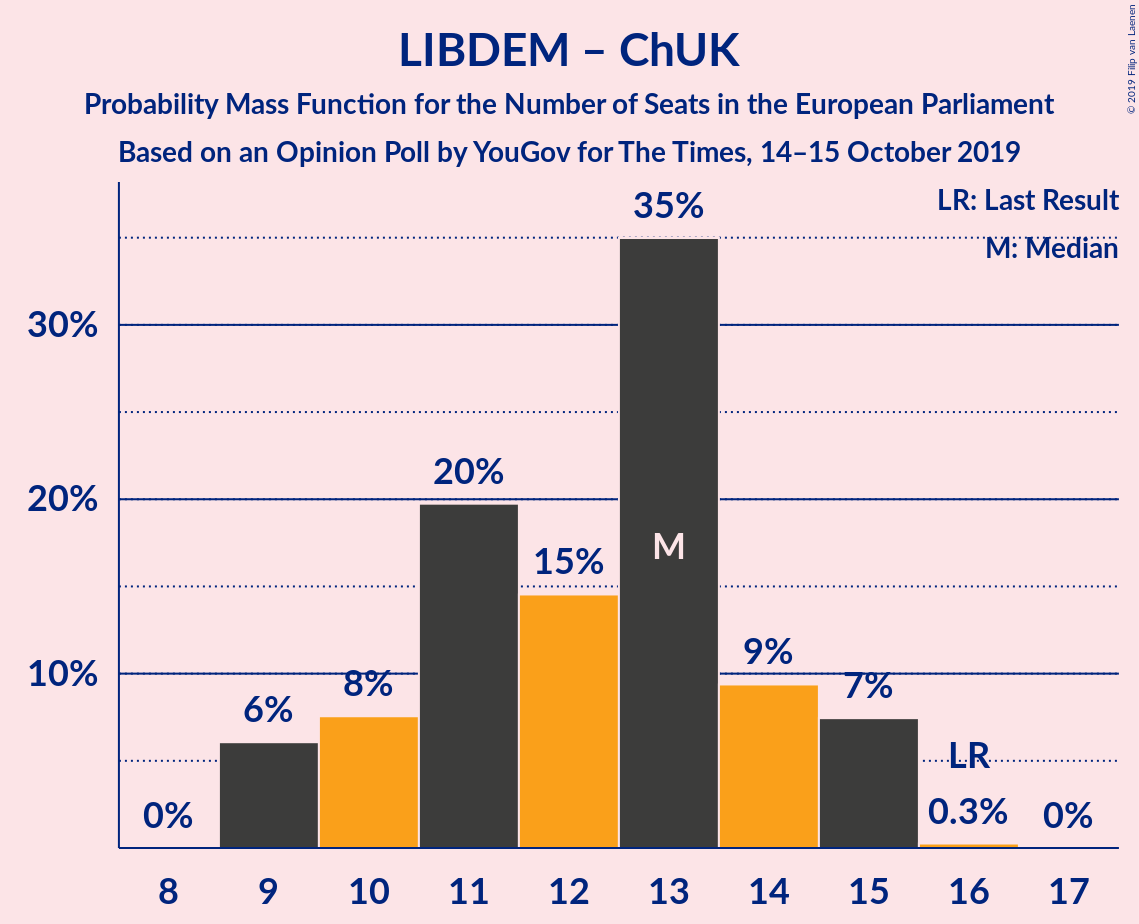 LIBDEM – ChUK
Probability Mass Function for the Number of Seats in the European Parliament
Based on an Opinion Poll by YouGov for The Times, 14–15 October 2019
© 2019 Filip van Laenen
LR: Last Result
M: Median
35%
30%
20%
20%
15%
M
10%
9%
8%
7%
6%
LR
0%
0.3%
0%
8 9 10 11 12 13 14 15 16 17